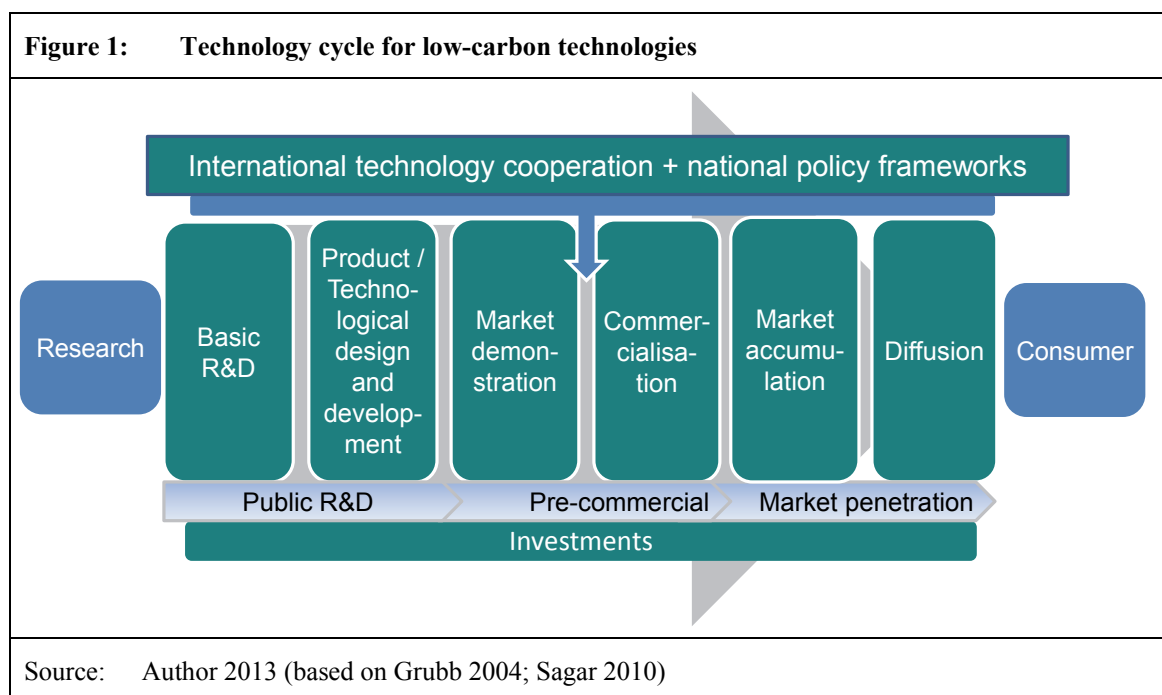 Figure 1: Technology cycle for low-carbon technologies
International technology cooperation + national policy frameworks
Research
Basic
R&D
Product /
Techno-
logical
design
and
develop-
ment
Market
demon-
stration
Commer-
cialisa-
tion
Market
accumu-
lation
Diffusion
Consumer
Public R&D
Pre-commercial
Market penetration
Investments
Source: Author 2013 (based on Grubb 2004; Sagar 2010)